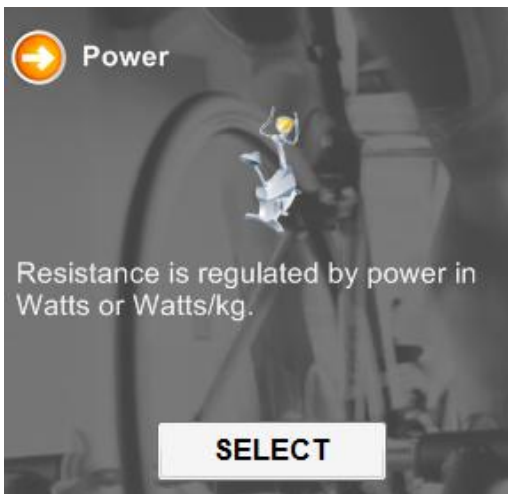 Power
Resistance is regulated by power in
Watts or Watts/kg.
SELECT